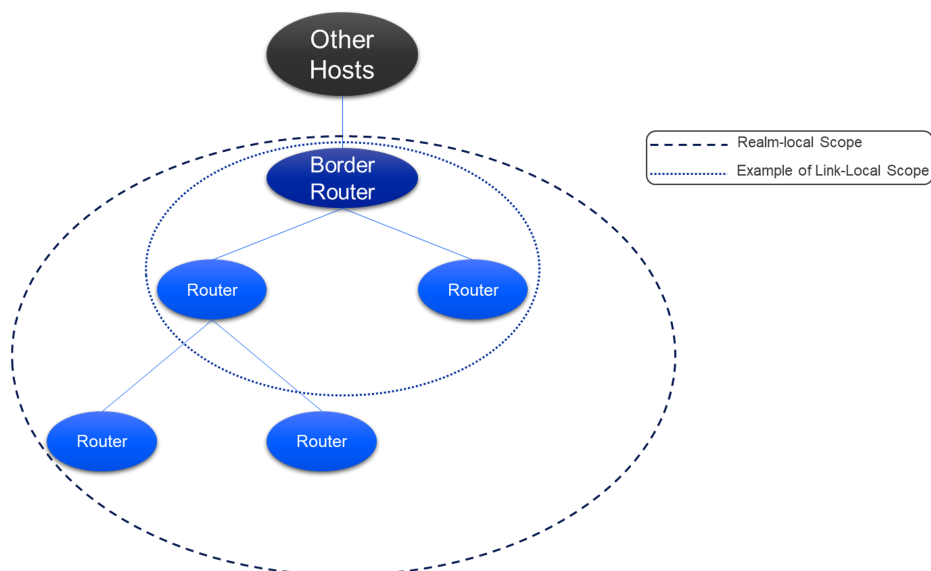 Other
Hosts
Realm-local Scope
Example of Link-Local Scope
Border
Router
Router
Router
Router
Router